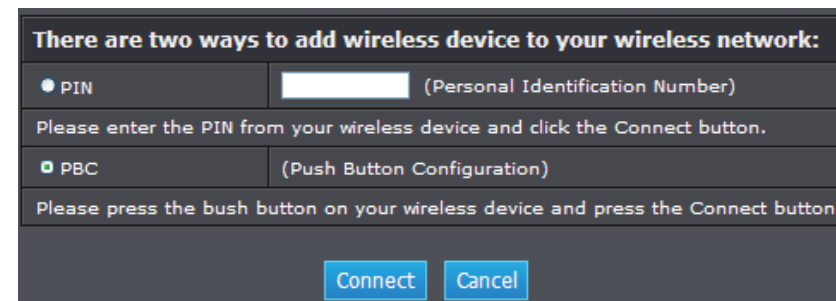 There are two ways to add wireless device to your wireless network:
PIN (Personal Identification Number)
Please enter the PIN from your wireless device and click the Connect button.
PBC (Push Button Configuration)
Please press the bush button on your wireless device and press the Connect button
Connect Cancel